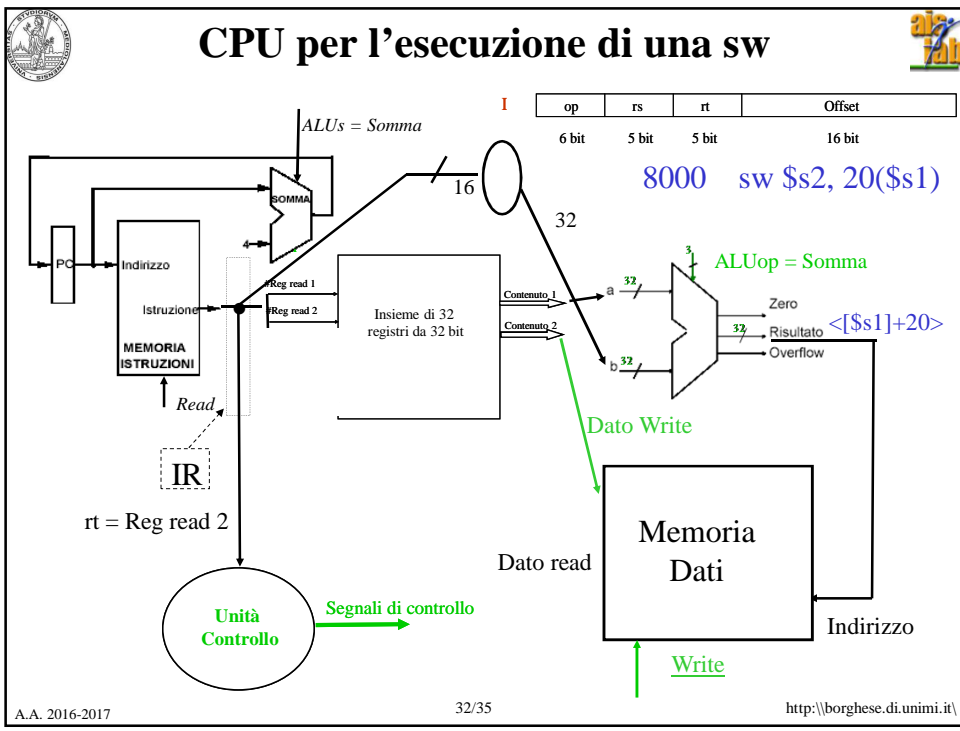 CPU per l'esecuzione di una sw
I
op rs rt Offset
6 bit 5 bit 5 bit 16 bit
8000 sw $s2, 20($s1)
ALUs = Somma
SOMMA
4
16
32
PC
Indirizzo
Istruzione
MEMORIA
ISTRUZIONI
Read
IR
#Reg read 1
#Reg read 2
Insieme di 32
registri da 32 bit
Contenuto 1
Contenuto 2
a 32
b 32
3
ALUop = Somma
Zero
32 Risultato
Overflow
<[$s1]+20>
Dato Write
rt = Reg read 2
Dato read
Memoria
Dati
Indirizzo
Write
Unità
Controllo
Segnali di controllo
A.A. 2016-2017
32/35
http:\\borghese.di.unimi.it\